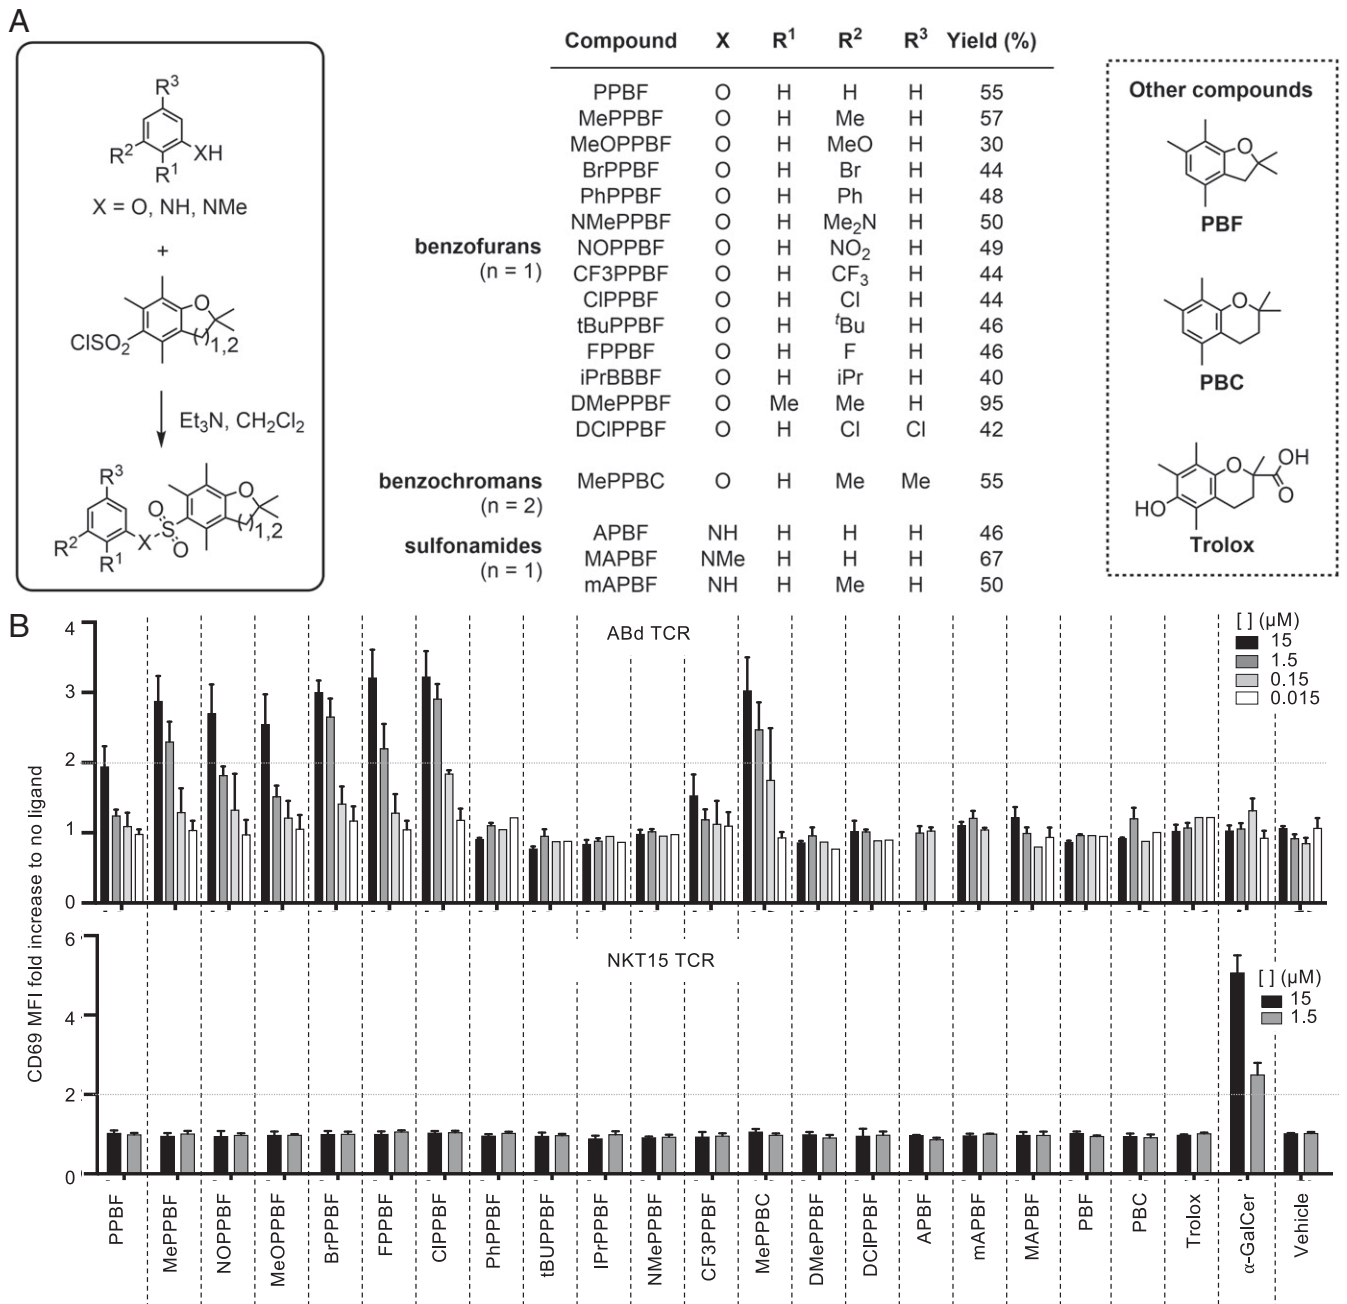 A
R³
R²
R¹
XH
X = O, NH, NMe
+
ClSO₂
O
( )1,2
Et₃N, CH₂Cl₂
R³
R²
R¹
X
S
O
O
O
( )1,2
Compound X R¹ R² R³ Yield (%)
benzofurans
(n = 1)
PPBF O H H H 55
MePPBF O H Me H 57
MeOPPBF O H MeO H 30
BrPPBF O H Br H 44
PhPPBF O H Ph H 48
NMePPBF O H Me₂N H 50
NOPPBF O H NO₂ H 49
CF3PPBF O H CF₃ H 44
ClPPBF O H Cl H 44
tBuPPBF O H ᵗBu H 46
FPPBF O H F H 46
iPrBBBF O H iPr H 40
DMePPBF O Me Me H 95
DClPPBF O H Cl Cl 42
benzochromans
(n = 2)
MePPBC O H Me Me 55
sulfonamides
(n = 1)
APBF NH H H H 46
MAPBF NMe H H H 67
mAPBF NH H Me H 50
Other compounds
O
PBF
O
PBC
O
OH
O
HO
Trolox
B
CD69 MFI fold increase to no ligand
ABd TCR
4
3
2
1
0
[ ] (µM)
15
1.5
0.15
0.015
NKT15 TCR
6
4
2
0
[ ] (µM)
15
1.5
PPBF
MePPBF
NOPPBF
MeOPPBF
BrPPBF
FPPBF
ClPPBF
PhPPBF
tBUPPBF
IPrPPBF
NMePPBF
CF3PPBF
MePPBC
DMePPBF
DClPPBF
APBF
mAPBF
MAPBF
PBF
PBC
Trolox
α-GalCer
Vehicle